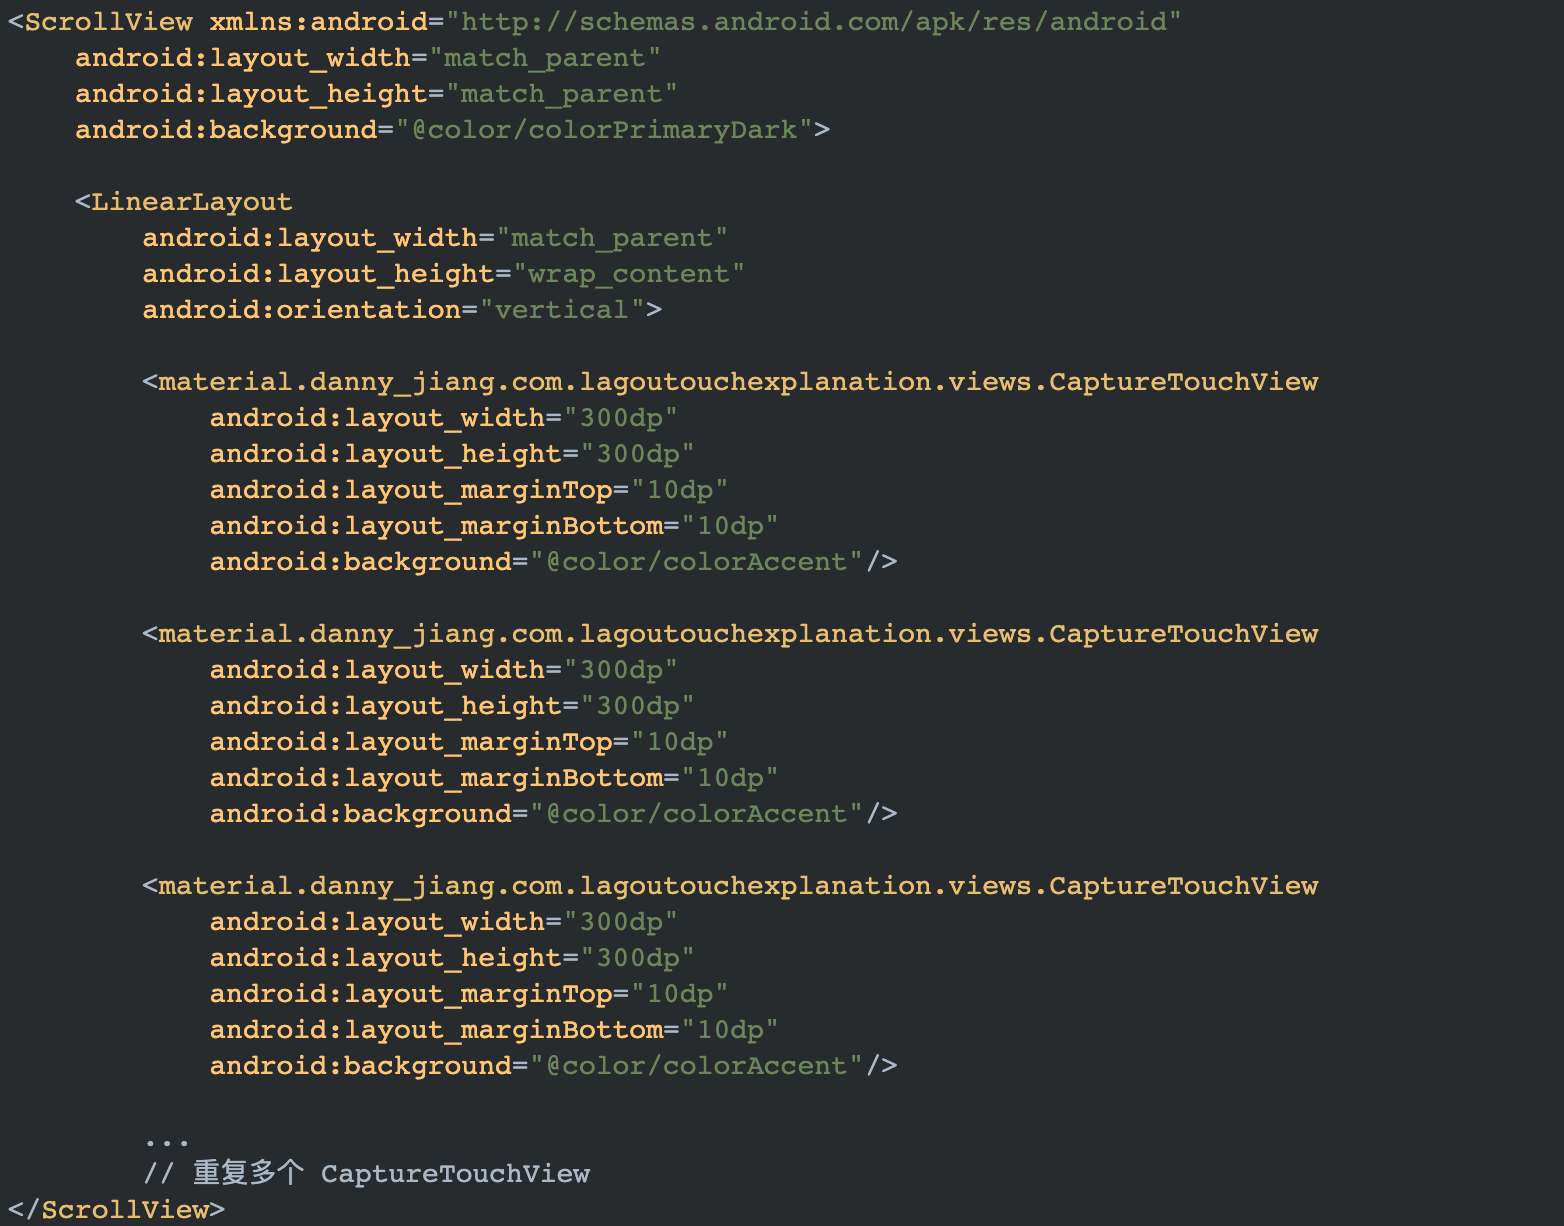 <ScrollView xmlns:android="http://schemas.android.com/apk/res/android"
    android:layout_width="match_parent"
    android:layout_height="match_parent"
    android:background="@color/colorPrimaryDark">

    <LinearLayout
        android:layout_width="match_parent"
        android:layout_height="wrap_content"
        android:orientation="vertical">

        <material.danny_jiang.com.lagoutouchexplanation.views.CaptureTouchView
            android:layout_width="300dp"
            android:layout_height="300dp"
            android:layout_marginTop="10dp"
            android:layout_marginBottom="10dp"
            android:background="@color/colorAccent"/>

        <material.danny_jiang.com.lagoutouchexplanation.views.CaptureTouchView
            android:layout_width="300dp"
            android:layout_height="300dp"
            android:layout_marginTop="10dp"
            android:layout_marginBottom="10dp"
            android:background="@color/colorAccent"/>

        <material.danny_jiang.com.lagoutouchexplanation.views.CaptureTouchView
            android:layout_width="300dp"
            android:layout_height="300dp"
            android:layout_marginTop="10dp"
            android:layout_marginBottom="10dp"
            android:background="@color/colorAccent"/>

        ...
        // 重复多个 CaptureTouchView
</ScrollView>